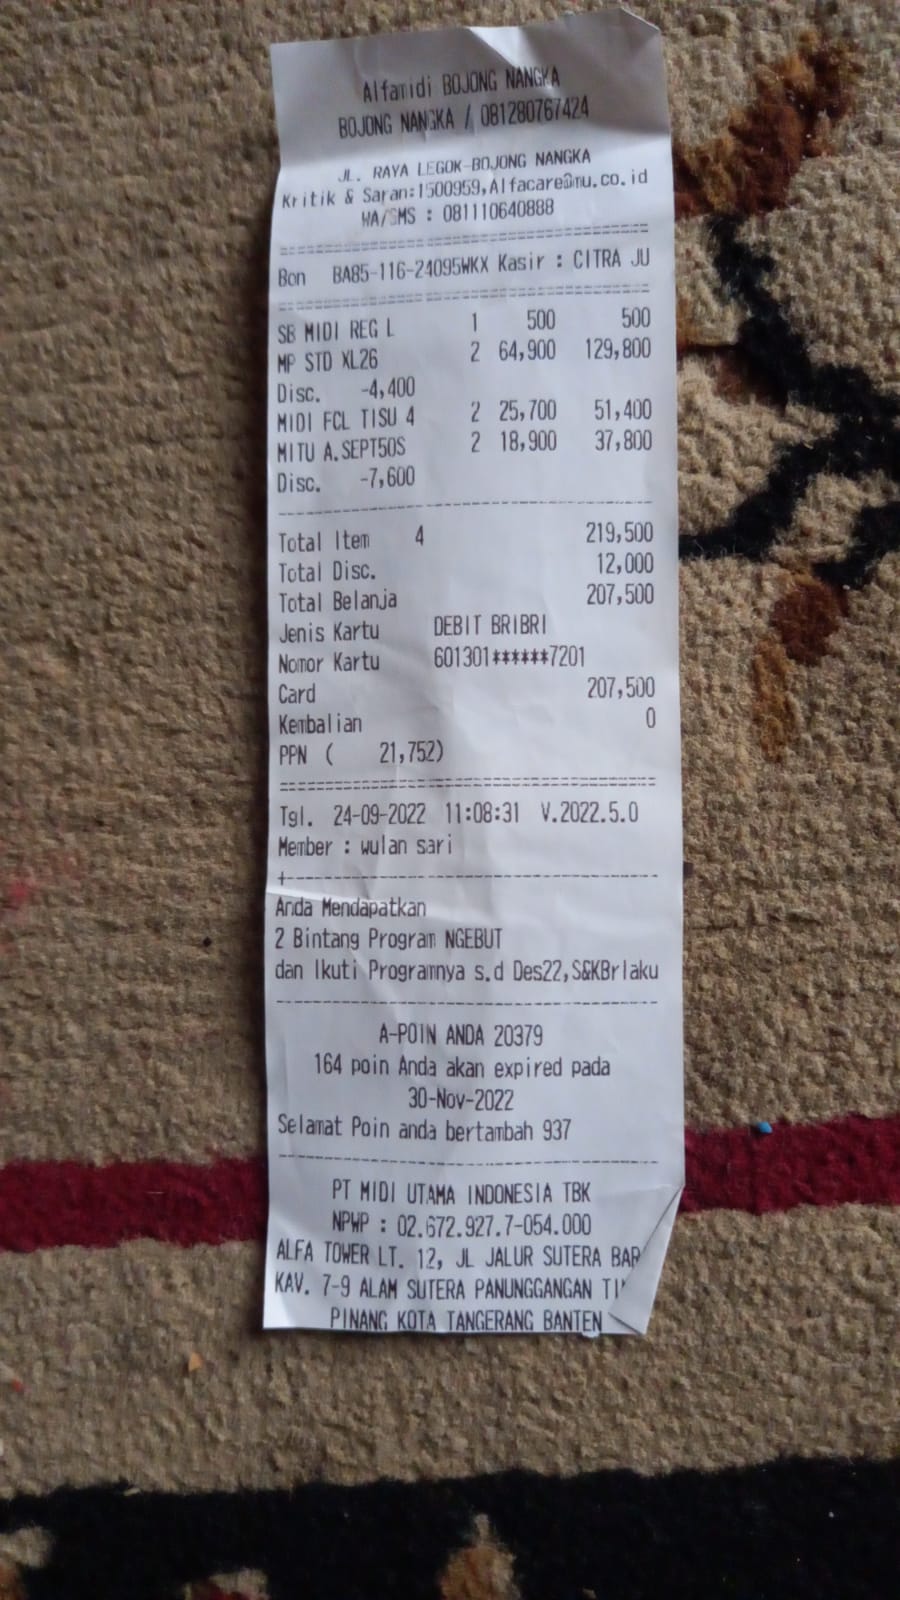 Alfamidi BOJONG NANGKA
BOJONG NANGKA / 081280767424
JL. RAYA LEGOK-BOJONG NANGKA
Kritik & Saran:1500959,Alfacare@mu.co.id
WA/SMS : 081110640888
Bon BA85-116-24095WKX Kasir : CITRA JU
SB MIDI REG L 1 500 500
MP STD XL26 2 64,900 129,800
Disc. -4,400
MIDI FCL TISU 4 2 25,700 51,400
MITU A.SEPT50S 2 18,900 37,800
Disc. -7,600
Total Item 4 219,500
Total Disc. 12,000
Total Belanja 207,500
Jenis Kartu DEBIT BRIBRI
Nomor Kartu 601301******7201
Card 207,500
Kembalian 0
PPN ( 21,752)
Tgl. 24-09-2022 11:08:31 V.2022.5.0
Member : wulan sari
Anda Mendapatkan
2 Bintang Program NGEBUT
dan Ikuti Programnya s.d Des22,S&KBrlaku
A-POIN ANDA 20379
164 poin Anda akan expired pada
30-Nov-2022
Selamat Poin anda bertambah 937
PT MIDI UTAMA INDONESIA TBK
NPWP : 02.672.927.7-054.000
ALFA TOWER LT. 12, JL JALUR SUTERA BAR
KAV. 7-9 ALAM SUTERA PANUNGGANGAN
PINANG KOTA TANGERANG BANTEN